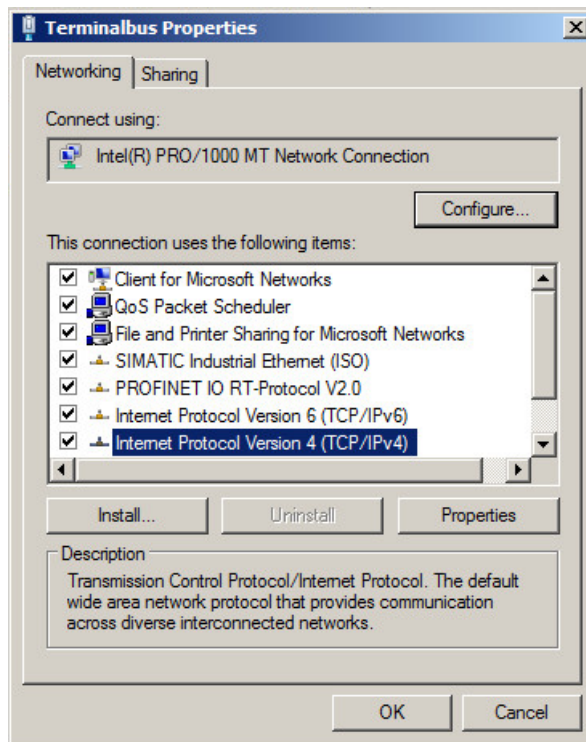 Terminalbus Properties
Networking
Sharing
Connect using:
Intel(R) PRO/1000 MT Network Connection
Configure...
This connection uses the following items:
Client for Microsoft Networks
QoS Packet Scheduler
File and Printer Sharing for Microsoft Networks
SIMATIC Industrial Ethernet (ISO)
PROFINET IO RT-Protocol V2.0
Internet Protocol Version 6 (TCP/IPv6)
Internet Protocol Version 4 (TCP/IPv4)
Install...
Uninstall
Properties
Description
Transmission Control Protocol/Internet Protocol. The default
wide area network protocol that provides communication
across diverse interconnected networks.
OK
Cancel